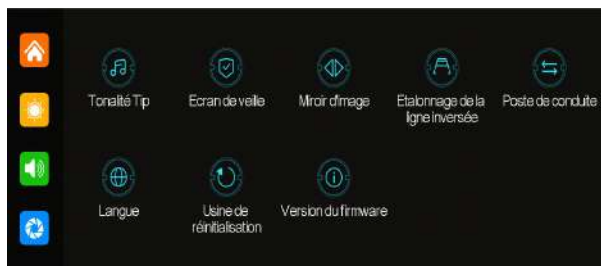 Tonalité Tip
Ecran de veille
Miroir d'image
Etalonnage de la
ligne inversée
Poste de conduite
Langue
Usine de
réinitialisation
Version du firmware